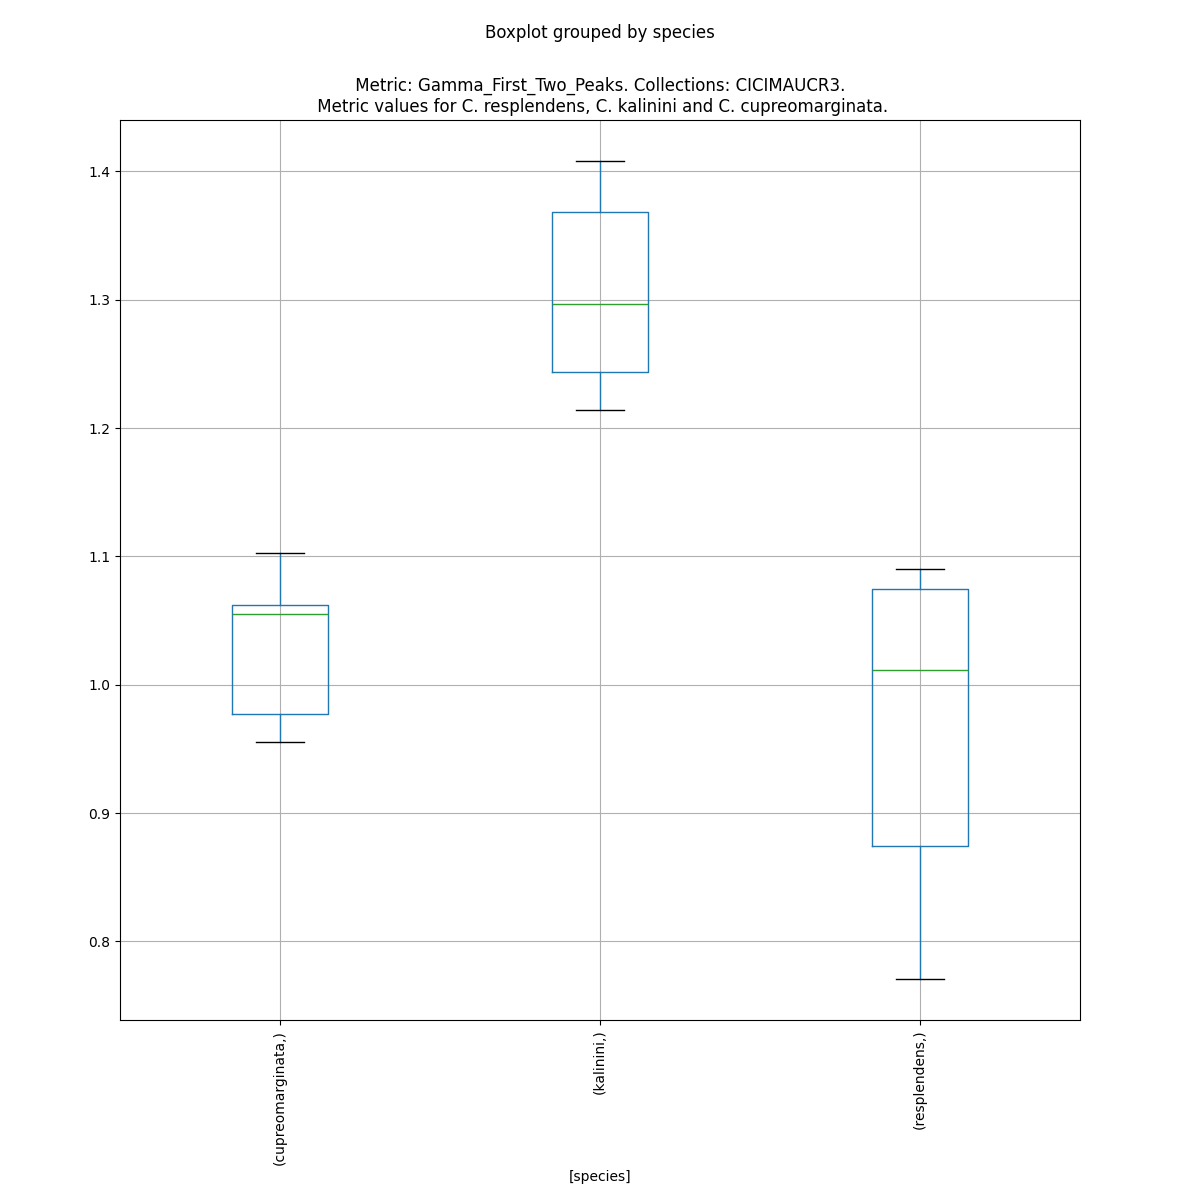 Boxplot grouped by species
Metric: Gamma_First_Two_Peaks. Collections: CICIMAUCR3.
Metric values for C. resplendens, C. kalinini and C. cupreomarginata.
1.4
1.3
1.2
1.1
1.0
0.9
0.8
(cupreomarginata,)
(kalinini,)
(resplendens,)
[species]